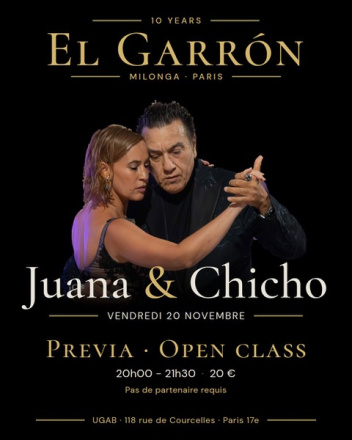 10 YEARS
EL GARRÓN
MILONGA · PARIS
Juana & Chicho
VENDREDI 20 NOVEMBRE
PREVIA · OPEN CLASS
20h00 - 21h30 · 20 €
Pas de partenaire requis
UGAB · 118 rue de Courcelles · Paris 17e